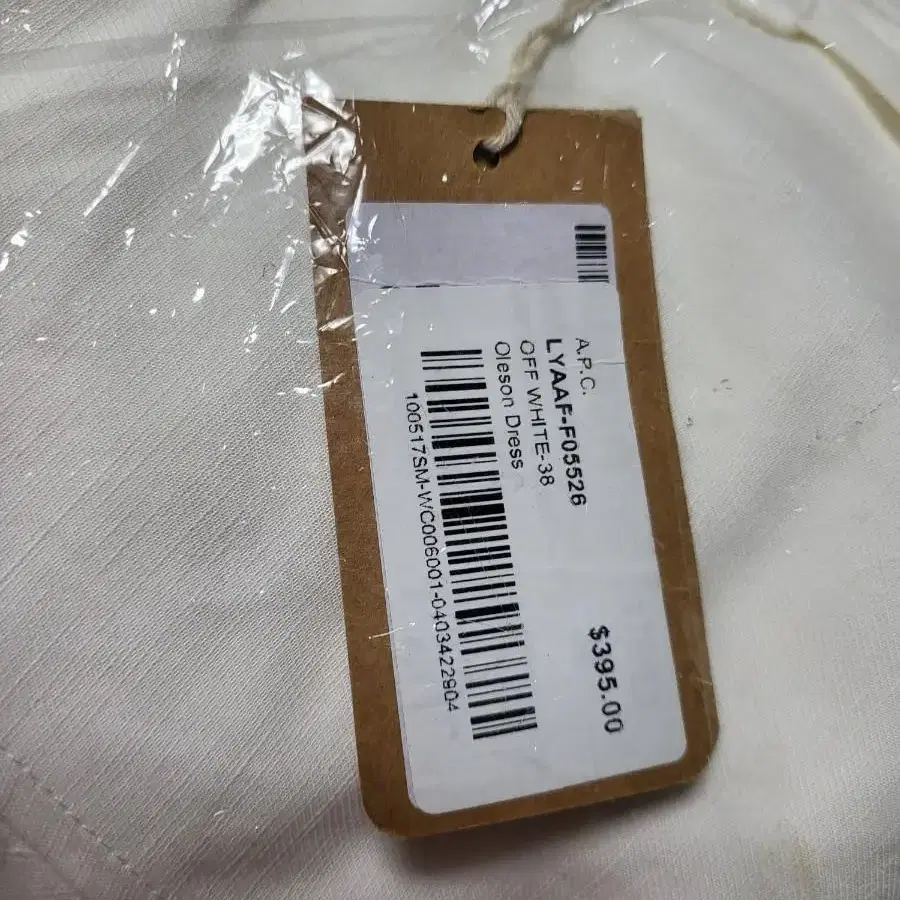 A.P.C.
LYAAF-F05526
OFF WHITE-38
Oleson Dress
100517SM-WC006001-0403422904
$395.00